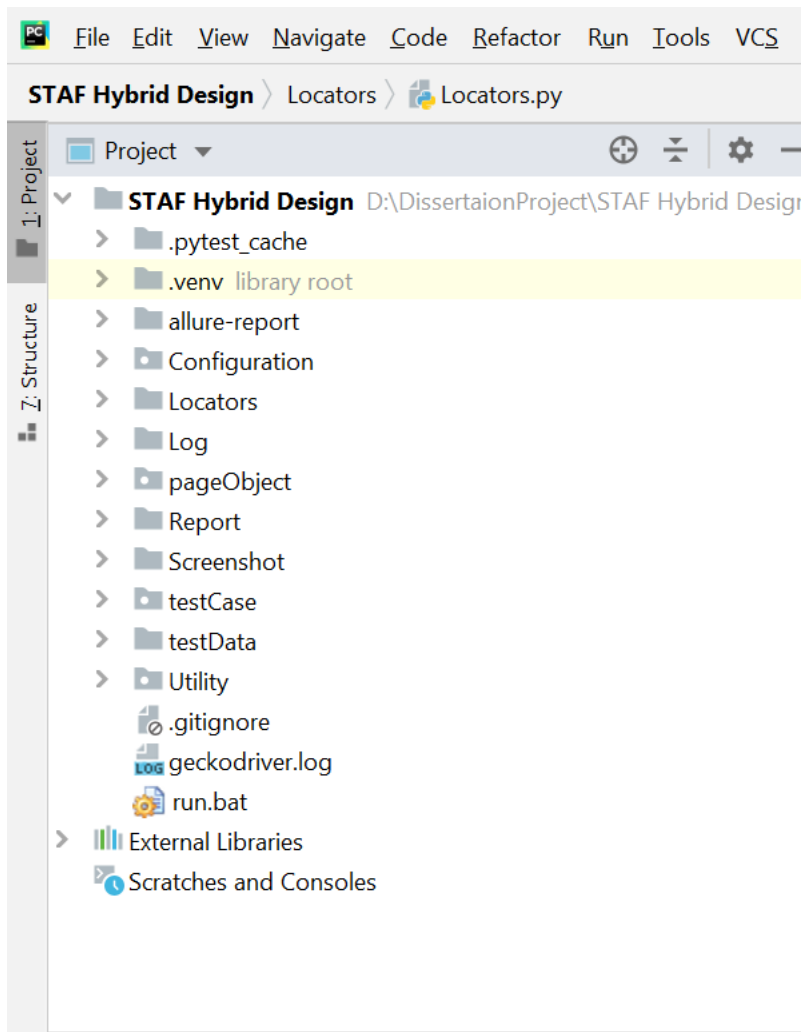 PC
File Edit View Navigate Code Refactor Run Tools VCS
STAF Hybrid Design Locators Locators.py
1: Project
7: Structure
Project
STAF Hybrid Design D:\DissertaionProject\STAF Hybrid Design
.pytest_cache
.venv library root
allure-report
Configuration
Locators
Log
pageObject
Report
Screenshot
testCase
testData
Utility
.gitignore
LOG geckodriver.log
run.bat
External Libraries
Scratches and Consoles